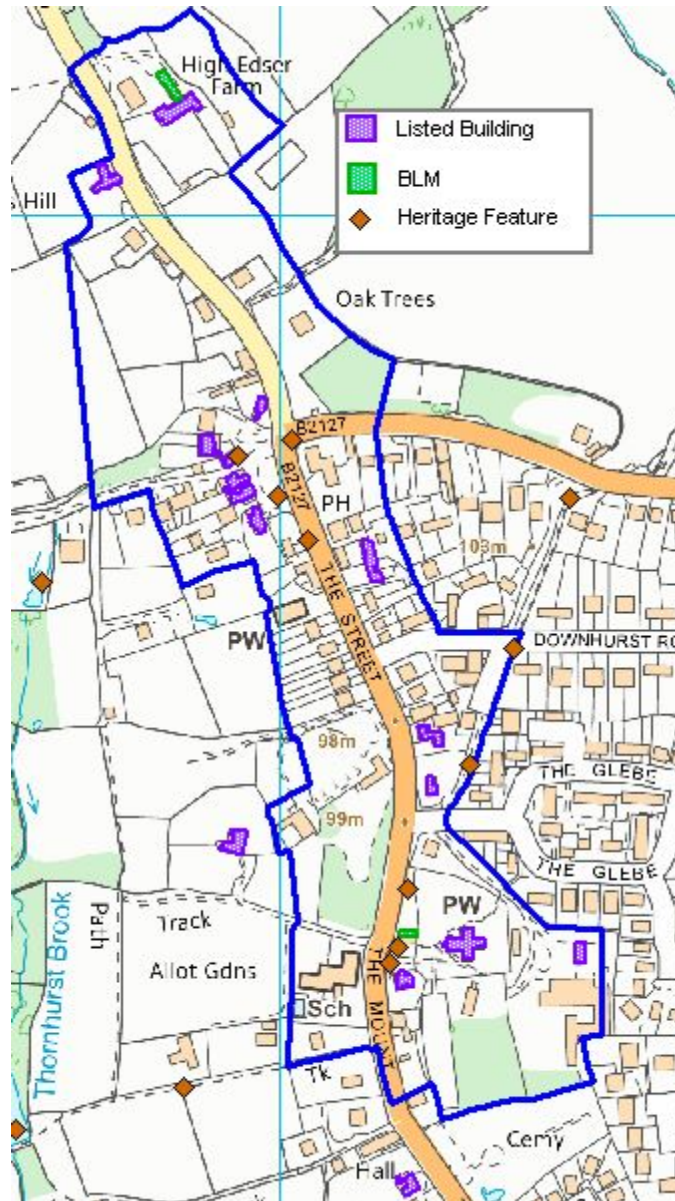 High Edser
Farm
Listed Building
BLM
Heritage Feature
s Hill
Oak Trees
B2127
B2127
PH
103m
THE STREET
PW
DOWNHURST RO
98m
THE GLEBE
99m
THE GLEBE
PW
Path
Track
Allot Gdns
Thornhurst Brook
THE MOUNT
Sch
Tk
Cemy
Hall